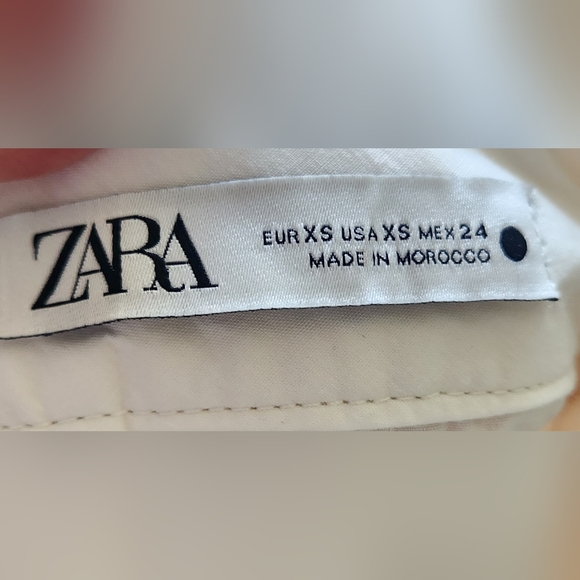 ZARA
EUR XS USA XS MEX 24
MADE IN MOROCCO